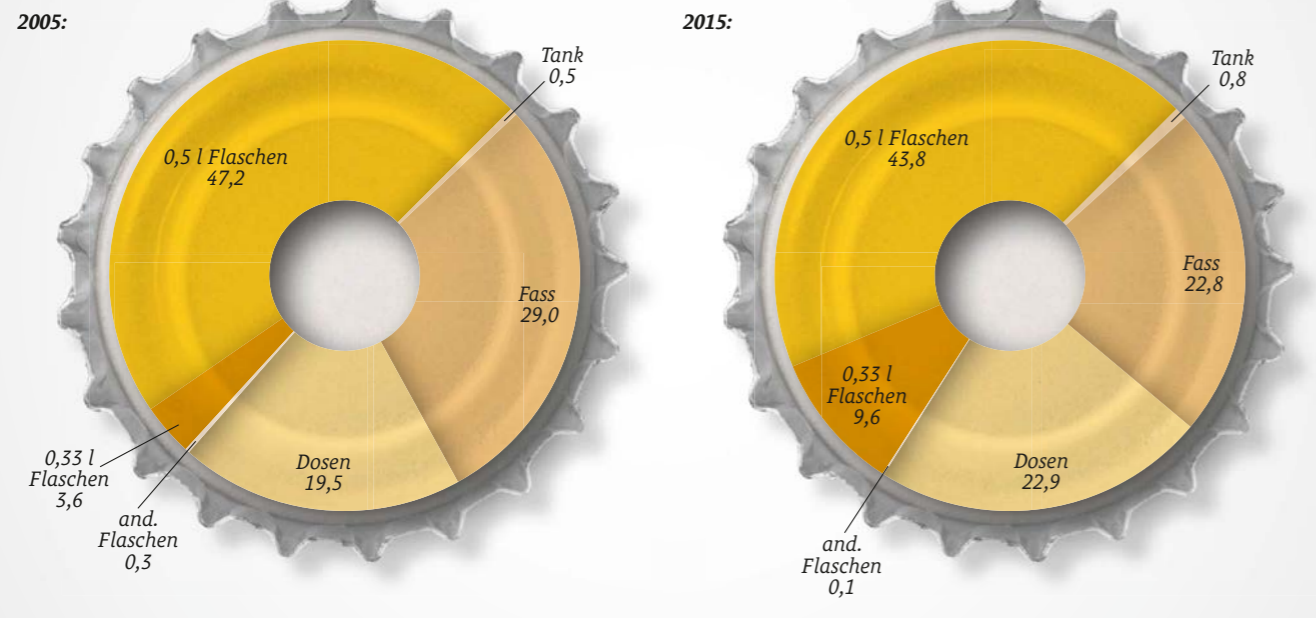 2005:
Tank
0,5
0,5 l Flaschen
47,2
Fass
29,0
Dosen
19,5
0,33 l
Flaschen
3,6
and.
Flaschen
0,3
2015:
Tank
0,8
0,5 l Flaschen
43,8
Fass
22,8
0,33 l
Flaschen
9,6
Dosen
22,9
and.
Flaschen
0,1